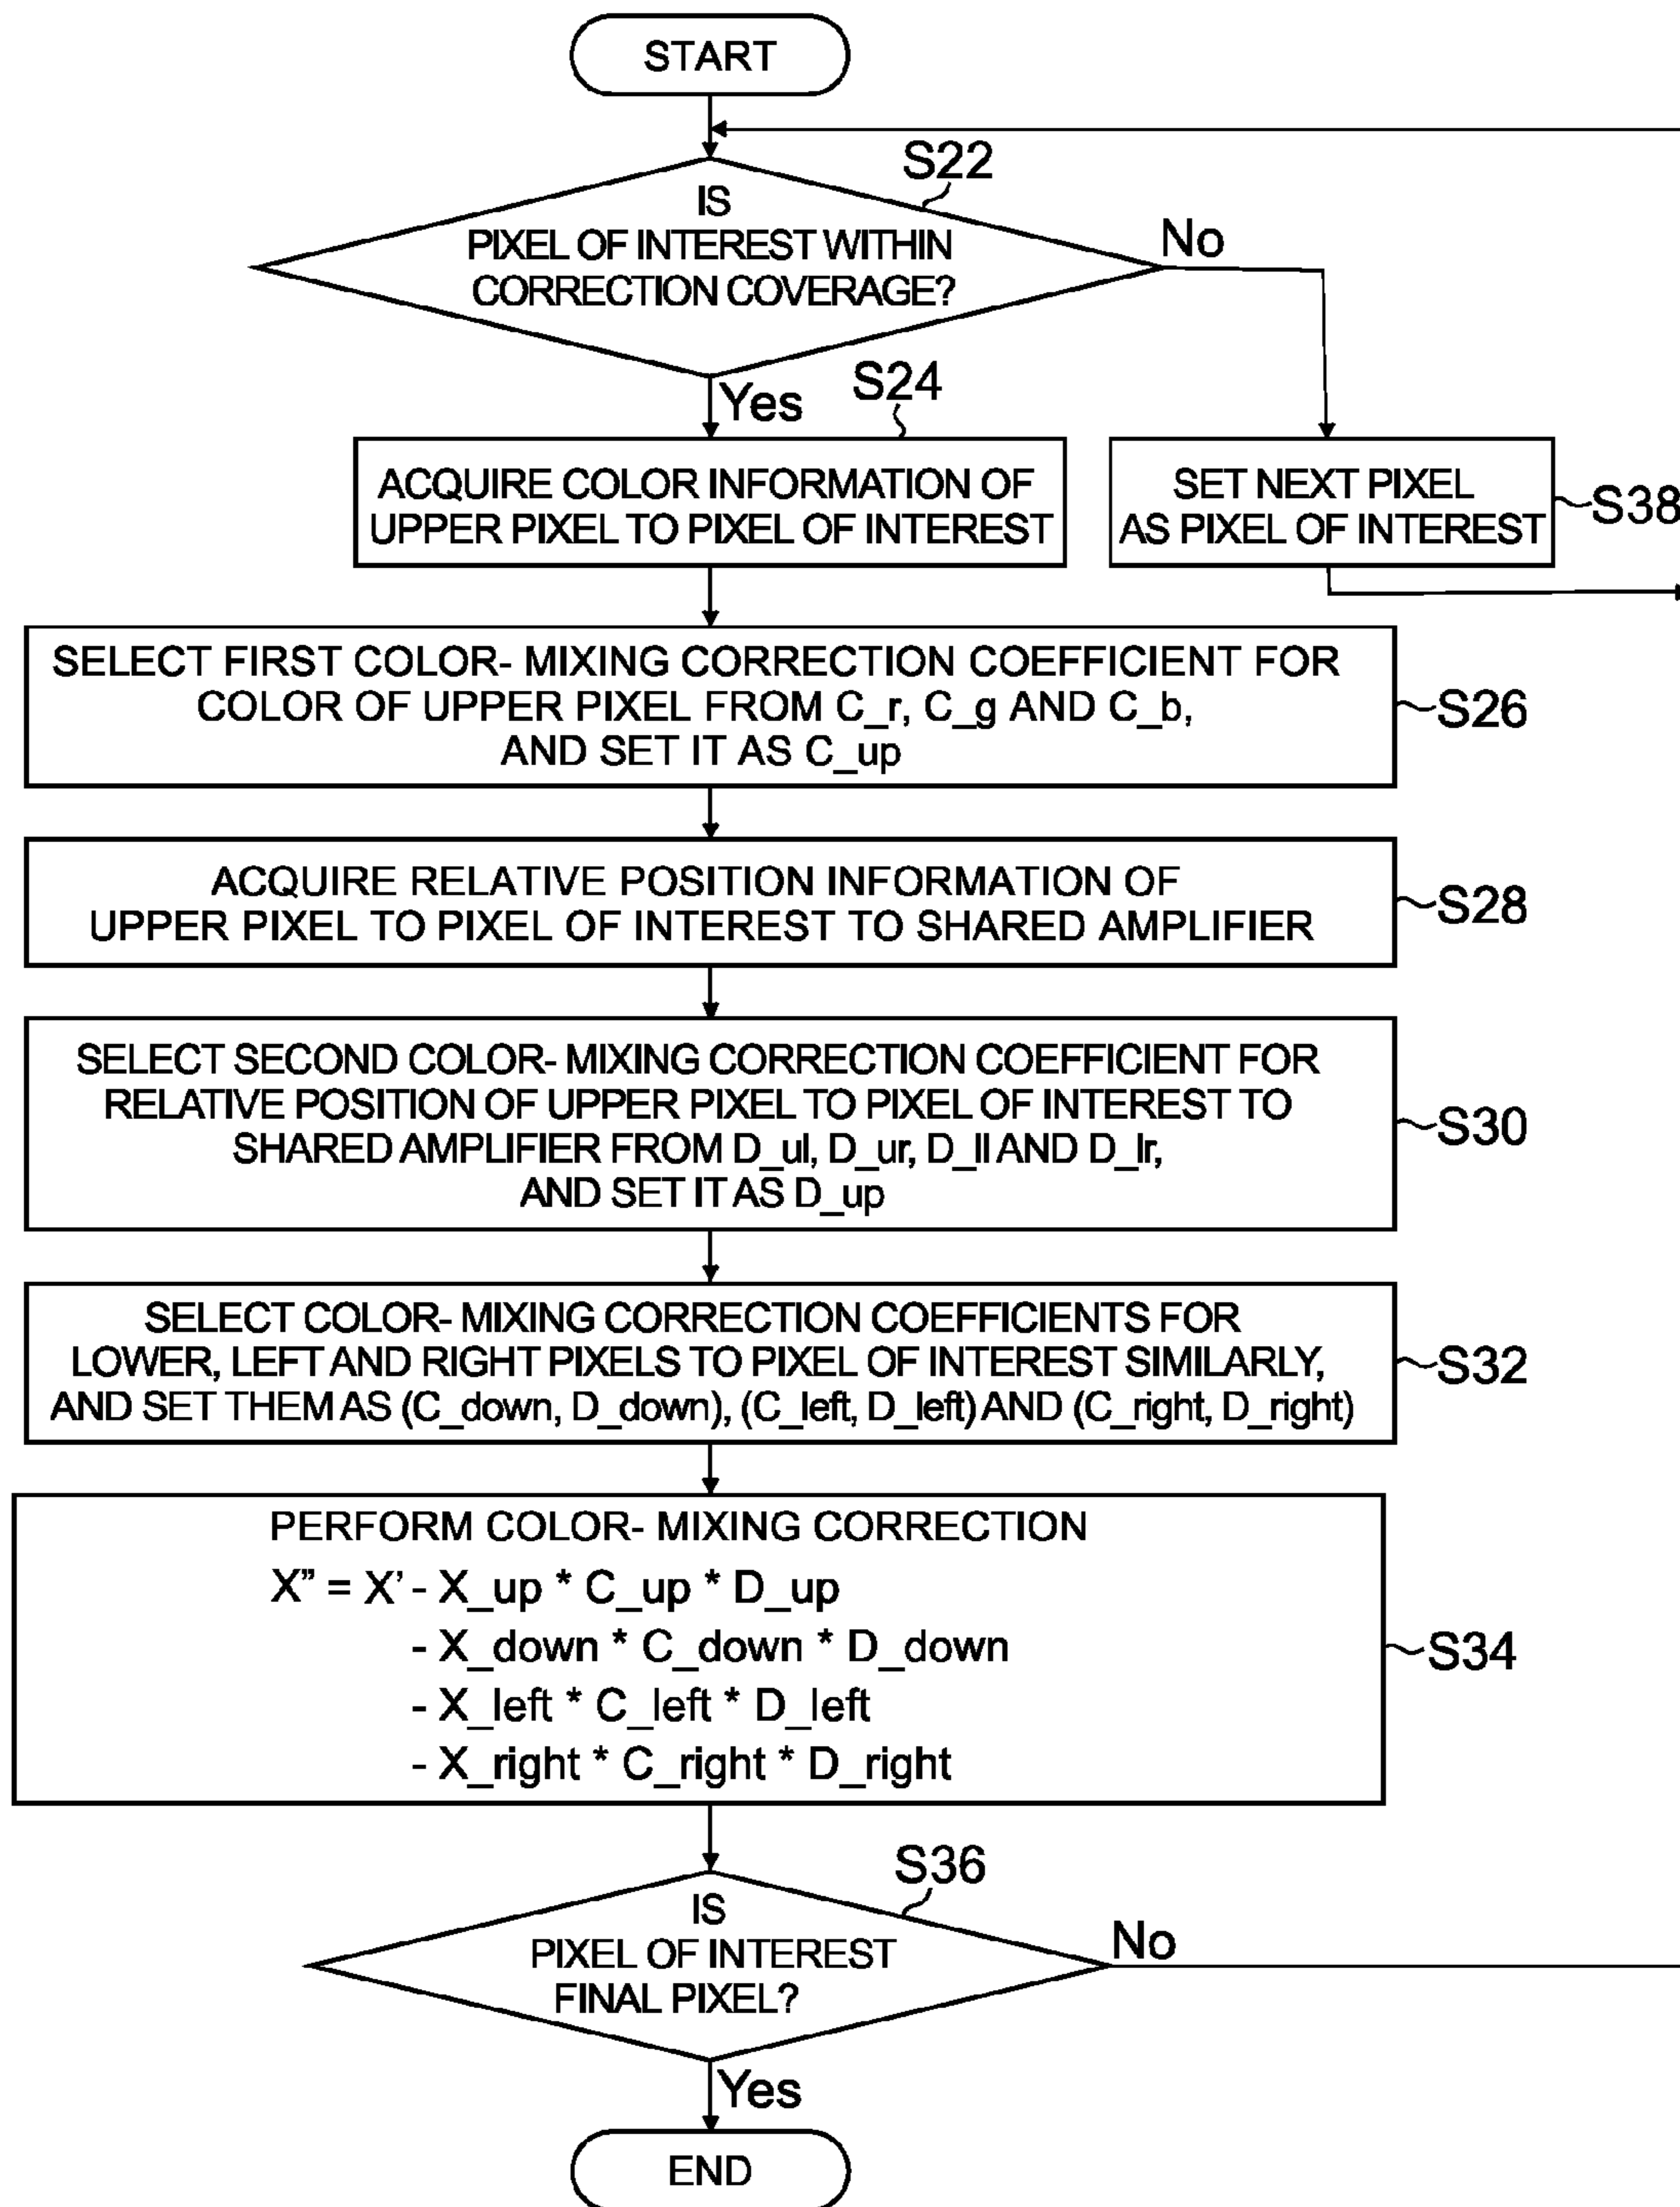 START
S22
IS
PIXEL OF INTEREST WITHIN
CORRECTION COVERAGE?
No
Yes
S24
ACQUIRE COLOR INFORMATION OF
UPPER PIXEL TO PIXEL OF INTEREST
SET NEXT PIXEL
AS PIXEL OF INTEREST
S38
SELECT FIRST COLOR- MIXING CORRECTION COEFFICIENT FOR
COLOR OF UPPER PIXEL FROM C_r, C_g AND C_b,
AND SET IT AS C_up
S26
ACQUIRE RELATIVE POSITION INFORMATION OF
UPPER PIXEL TO PIXEL OF INTEREST TO SHARED AMPLIFIER
S28
SELECT SECOND COLOR- MIXING CORRECTION COEFFICIENT FOR
RELATIVE POSITION OF UPPER PIXEL TO PIXEL OF INTEREST TO
SHARED AMPLIFIER FROM D_ul, D_ur, D_ll AND D_lr,
AND SET IT AS D_up
S30
SELECT COLOR- MIXING CORRECTION COEFFICIENTS FOR
LOWER, LEFT AND RIGHT PIXELS TO PIXEL OF INTEREST SIMILARLY,
AND SET THEM AS (C_down, D_down), (C_left, D_left) AND (C_right, D_right)
S32
PERFORM COLOR- MIXING CORRECTION
X” = X’ - X_up * C_up * D_up
- X_down * C_down * D_down
- X_left * C_left * D_left
- X_right * C_right * D_right
S34
S36
IS
PIXEL OF INTEREST
FINAL PIXEL?
No
Yes
END